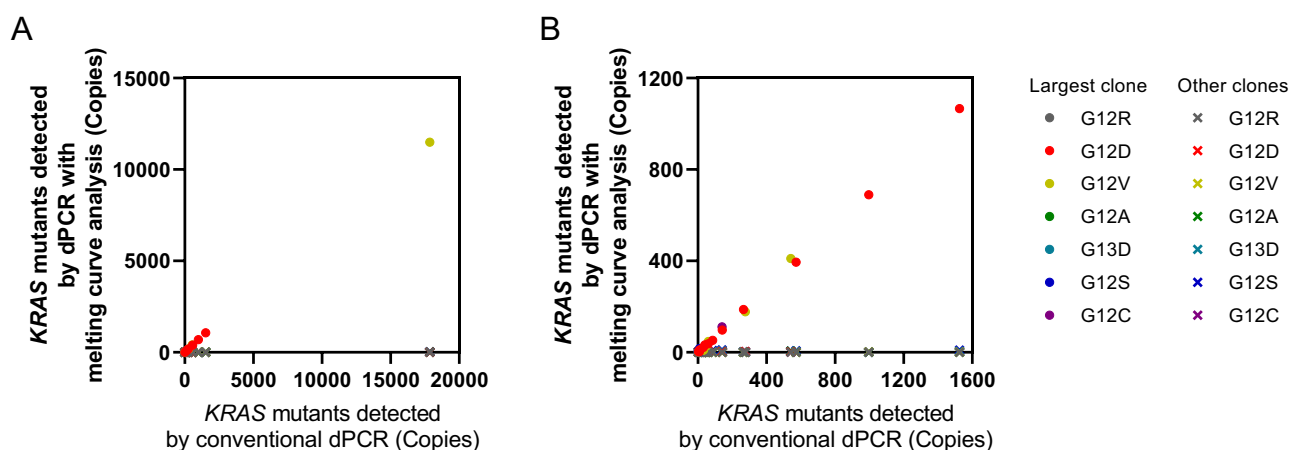 A
KRAS mutants detected
by dPCR with
melting curve analysis (Copies)
15000
10000
5000
0
0
5000
10000
15000
20000
KRAS mutants detected
by conventional dPCR (Copies)
B
KRAS mutants detected
by dPCR with
melting curve analysis (Copies)
1200
800
400
0
0
400
800
1200
1600
KRAS mutants detected
by conventional dPCR (Copies)
Largest clone
G12R
G12D
G12V
G12A
G13D
G12S
G12C
Other clones
G12R
G12D
G12V
G12A
G13D
G12S
G12C